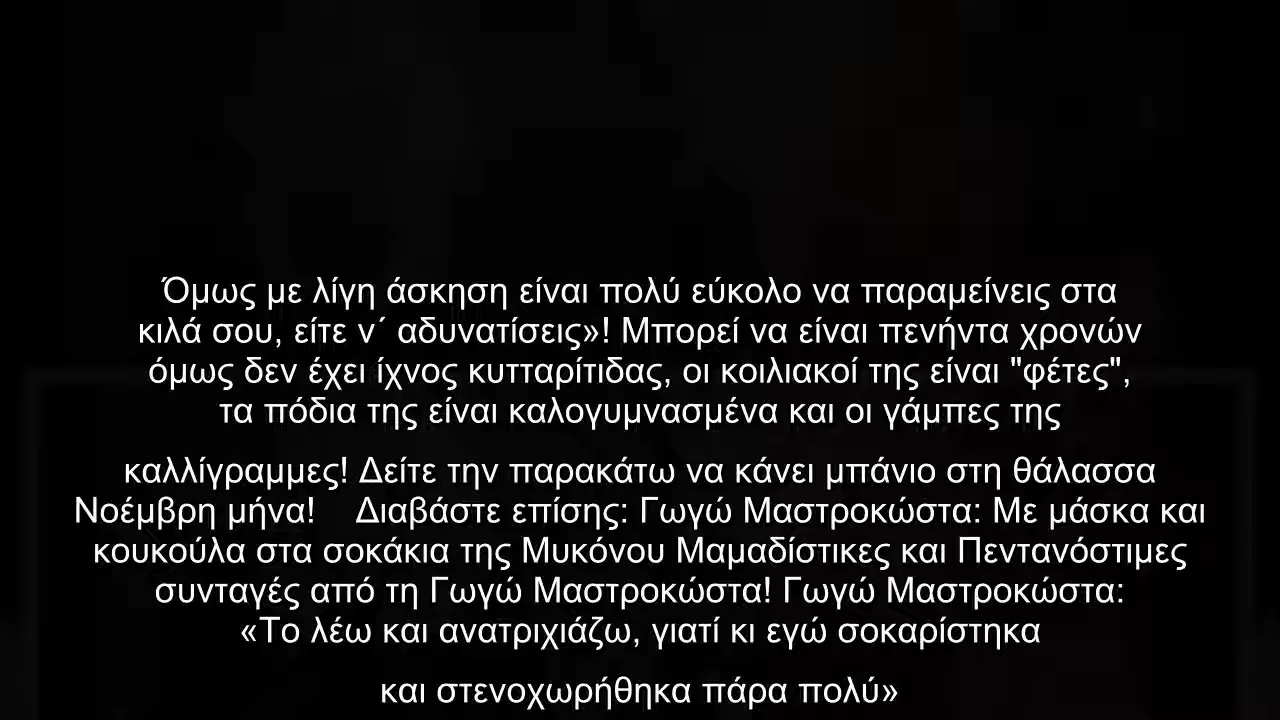 Όμως με λίγη άσκηση είναι πολύ εύκολο να παραμείνεις στα
κιλά σου, είτε ν΄ αδυνατίσεις»! Μπορεί να είναι πενήντα χρονών
όμως δεν έχει ίχνος κυτταρίτιδας, οι κοιλιακοί της είναι "φέτες",
τα πόδια της είναι καλογυμνασμένα και οι γάμπες της
καλλίγραμμες! Δείτε την παρακάτω να κάνει μπάνιο στη θάλασσα
Νοέμβρη μήνα!    Διαβάστε επίσης: Γωγώ Μαστροκώστα: Με μάσκα και
κουκούλα στα σοκάκια της Μυκόνου Μαμαδίστικες και Πεντανόστιμες
συνταγές από τη Γωγώ Μαστροκώστα! Γωγώ Μαστροκώστα:
«Το λέω και ανατριχιάζω, γιατί κι εγώ σοκαρίστηκα
και στενοχωρήθηκα πάρα πολύ»